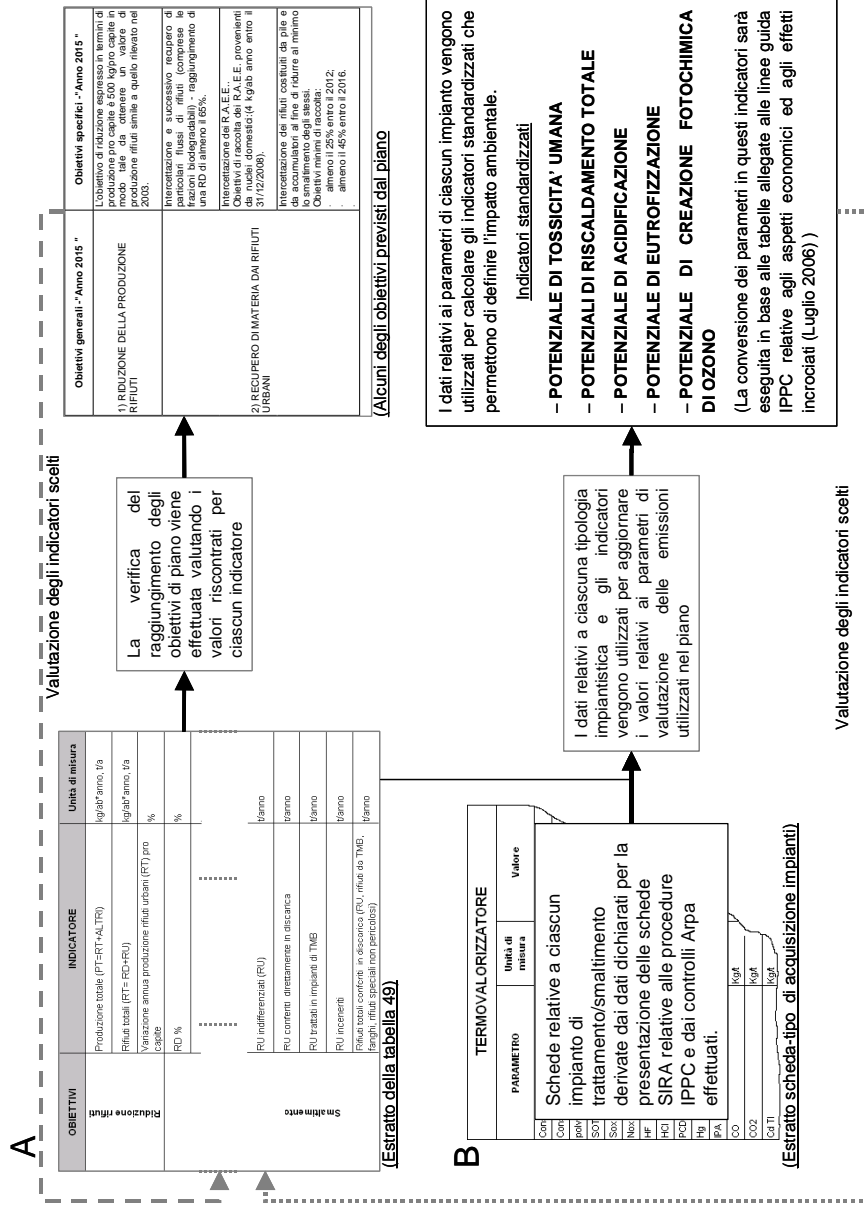 A
Valutazione degli indicatori scelti
OBIETTIVI INDICATORE Unità di misura
Riduzione rifiuti
Produzione totale (PT=RT+ALTRI) kg/ab*anno, t/a
Rifiuti totali (RT= RD+RU) kg/ab*anno, t/a
Variazione annua produzione rifiuti urbani (RT) pro
capite %
RD % %
Smaltimento
RU indifferenziati (RU) t/anno
RU conferiti direttamente in discarica t/anno
RU trattati in impianti di TMB t/anno
RU inceneriti t/anno
Rifiuti totali conferiti in discarica (RU, rifiuti da TMB,
fanghi, rifiuti speciali non pericolosi) t/anno
(Estratto della tabella 49)
La verifica del
raggiungimento degli
obiettivi di piano viene
effettuata valutando i
valori riscontrati per
ciascun indicatore
Obiettivi generali -"Anno 2015 " Obiettivi specifici -"Anno 2015 "
1) RIDUZIONE DELLA PRODUZIONE
RIFIUTI
L'obiettivo di riduzione espresso in termini di
produzione pro capite è 500 kg/pro capite in
modo tale da ottenere un valore di
produzione rifiuti simile a quello rilevato nel
2003.
2) RECUPERO DI MATERIA DAI RIFIUTI
URBANI
Intercettazione e successivo recupero di
particolari flussi di rifiuti (comprese le
frazioni biodegradabili) - raggiungimento di
una RD di almeno il 65%.
Intercettazione dei R.A.E.E..
Obiettivi di raccolta dei R.A.E.E. provenienti
da nuclei domestici:(4 kg/ab anno entro il
31/12/2008).
Intercettazione dei rifiuti costituiti da pile e
da accumulatori al fine di ridurre al minimo
lo smaltimento degli stessi.
Obiettivi minimi di raccolta:
. almeno il 25% entro il 2012;
. almeno il 45% entro il 2016.
.
(Alcuni degli obiettivi previsti dal piano
B
TERMOVALORIZZATORE
PARAMETRO Unità di
misura Valore
Con
Con
polv
SOT
Sox
Nox
HF
HCl
PCD
Hg
IPA
CO Kg/t
CO2 Kg/t
Cd Tl Kg/t
Schede relative a ciascun
impianto di
trattamento/smaltimento
derivate dai dati dichiarati per la
presentazione delle schede
SIRA relative alle procedure
IPPC e dai controlli Arpa
effettuati.
(Estratto scheda-tipo di acquisizione impianti)
I dati relativi a ciascuna tipologia
impiantistica e gli indicatori
vengono utilizzati per aggiornare
i valori relativi ai parametri di
valutazione delle emissioni
utilizzati nel piano
I dati relativi ai parametri di ciascun impianto vengono
utilizzati per calcolare gli indicatori standardizzati che
permettono di definire l'impatto ambientale.
Indicatori standardizzati
– POTENZIALE DI TOSSICITA' UMANA
– POTENZIALI DI RISCALDAMENTO TOTALE
– POTENZIALE DI ACIDIFICAZIONE
– POTENZIALE DI EUTROFIZZAZIONE
– POTENZIALE DI CREAZIONE FOTOCHIMICA
DI OZONO
(La conversione dei parametri in questi indicatori sarà
eseguita in base alle tabelle allegate alle linee guida
IPPC relative agli aspetti economici ed agli effetti
incrociati (Luglio 2006) )
Valutazione degli indicatori scelti